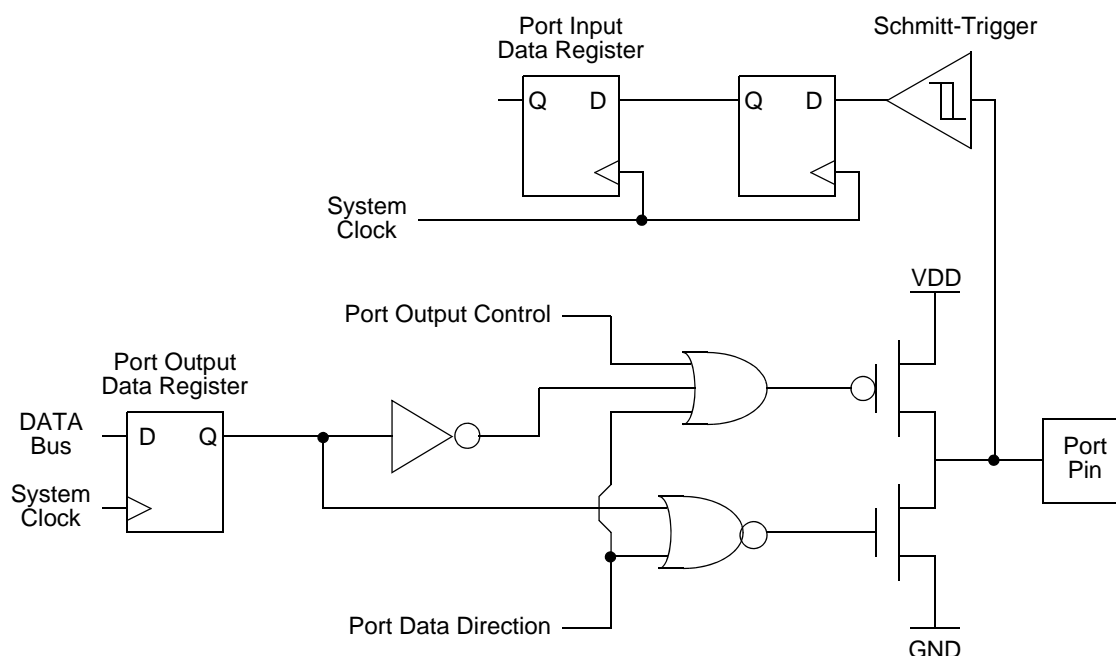 Port Input
Data Register
Schmitt-Trigger
Q D
Q D
System
Clock
VDD
Port Output Control
Port Output
Data Register
DATA
Bus
D Q
System
Clock
Port
Pin
Port Data Direction
GND